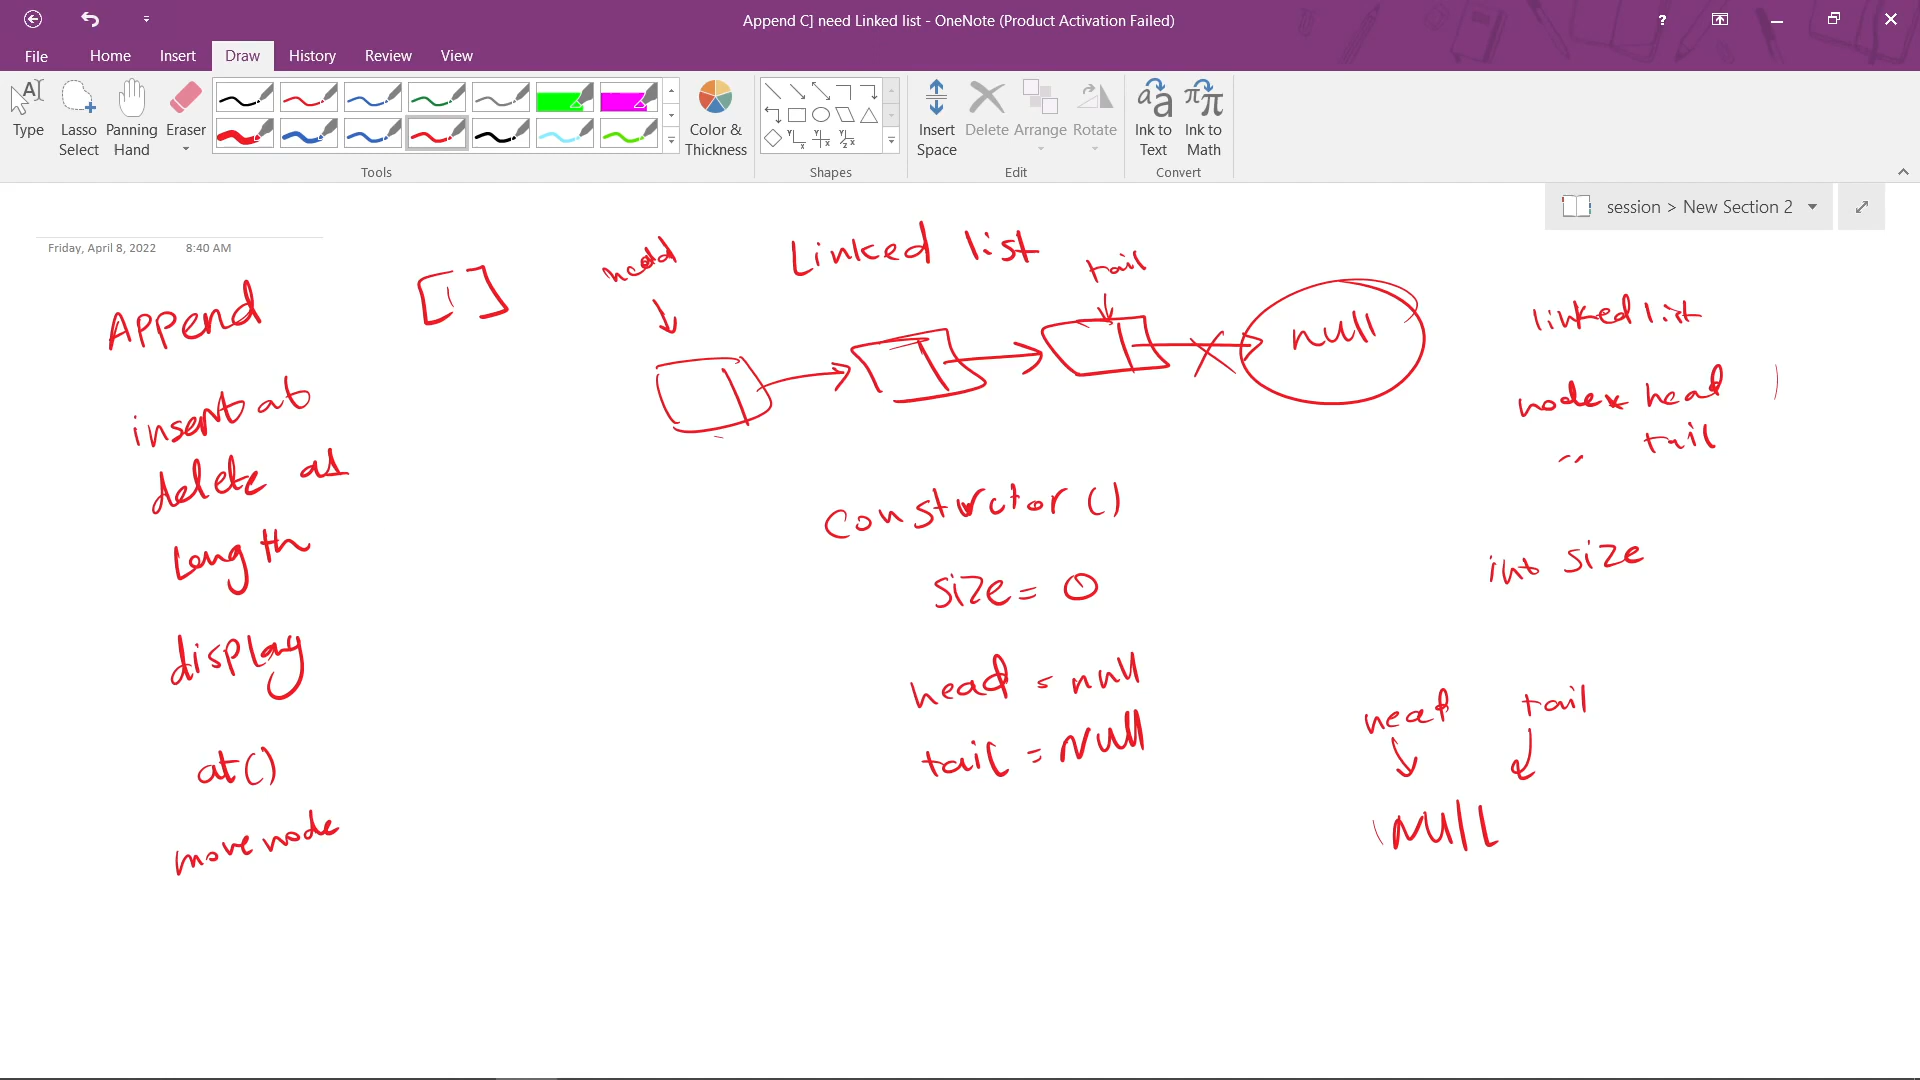 Append C] need Linked list - OneNote (Product Activation Failed)
File Home Insert Draw History Review View
Type
Lasso Select
Panning Hand
Eraser
Color & Thickness
Insert Space
Delete
Arrange
Rotate
Ink to Text
Ink to Math
Tools
Shapes
Edit
Convert
session > New Section 2
Friday, April 8, 2022 8:40 AM
Linked list
head
tail
Append
[1]
null
linked list
insert at
node* head
" tail
delete at
constructor()
length
size = 0
int size
display
head = null
tail = Null
head tail
NULL
at()
move node